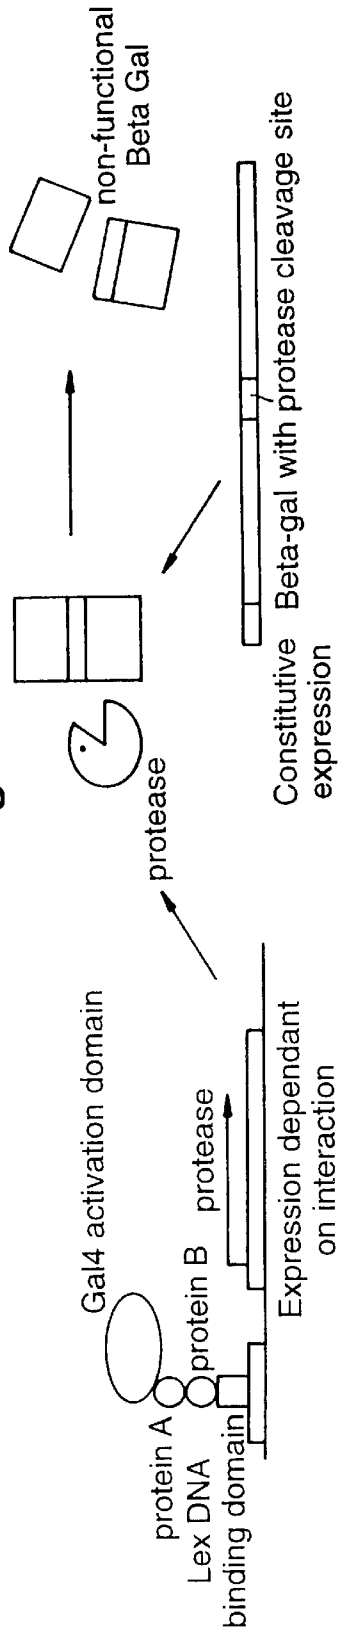 Gal4 activation domain
protein A
protein B
Lex DNA
binding domain
protease
Expression dependant
on interaction
protease
Constitutive
expression
Beta-gal with protease cleavage site
non-functional
Beta Gal